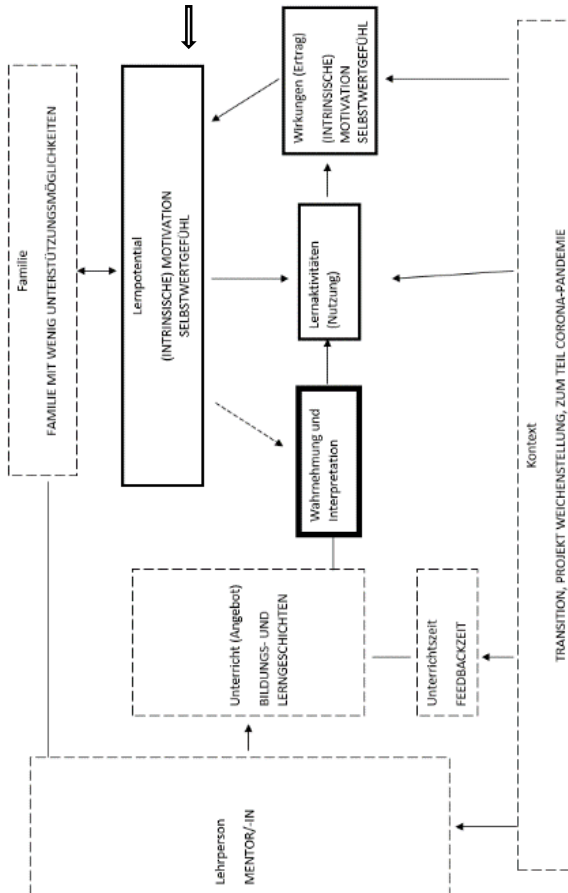 Familie
FAMILIE MIT WENIG UNTERSTÜTZUNGSMÖGLICHKEITEN
Lehrperson
MENTOR/-IN
Unterricht (Angebot)
BILDUNGS- UND
LERNGESCHICHTEN
Unterrichtszeit
FEEDBACKZEIT
Wahrnehmung und
Interpretation
Lernpotential
(INTRINSISCHE) MOTIVATION
SELBSTWERTGEFÜHL
Lernaktivitäten
(Nutzung)
Wirkungen (Ertrag)
(INTRINSISCHE)
MOTIVATION
SELBSTWERTGEFÜHL
Kontext
TRANSITION, PROJEKT WEICHENSTELLUNG, ZUM TEIL CORONA-PANDEMIE